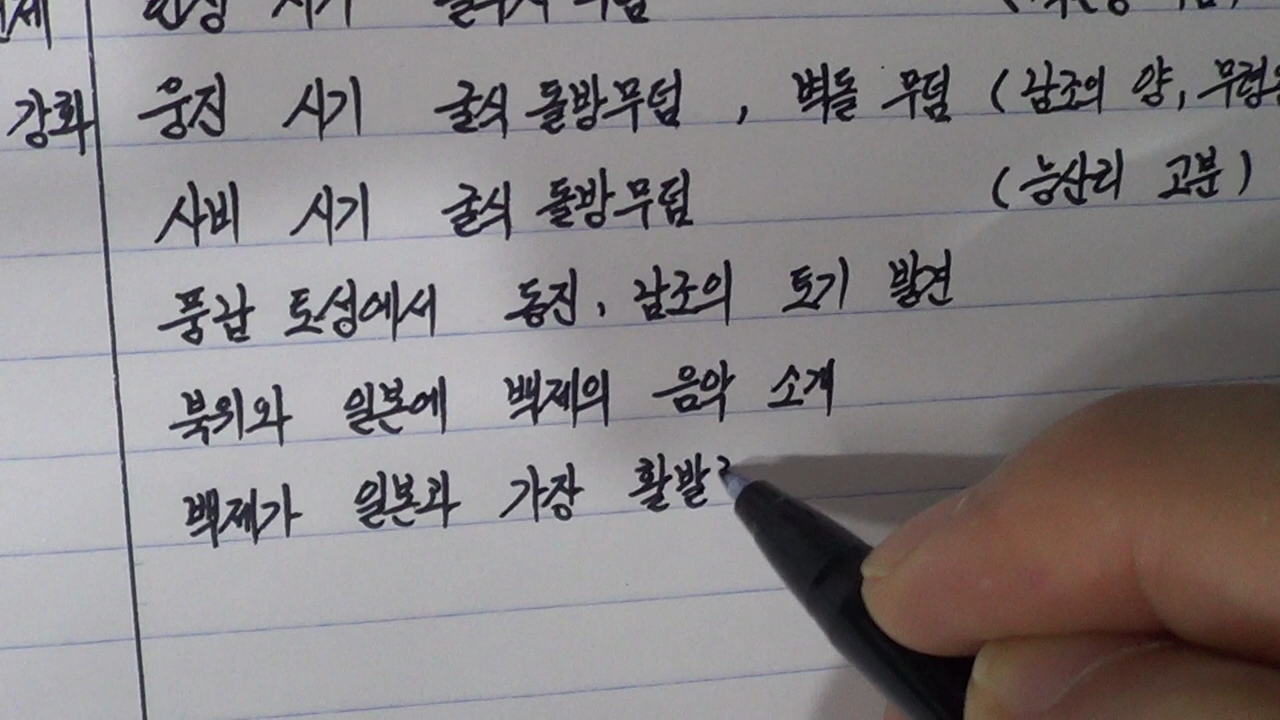 강화 웅진 시기 굴식 돌방무덤 , 벽돌 무덤 ( 남조의 양, 무령
사비 시기 굴식 돌방무덤 ( 능산리 고분 )
풍납 토성에서 동진, 남조의 토기 발견
북위와 일본에 백제의 음악 소개
백제가 일본과 가장 활발